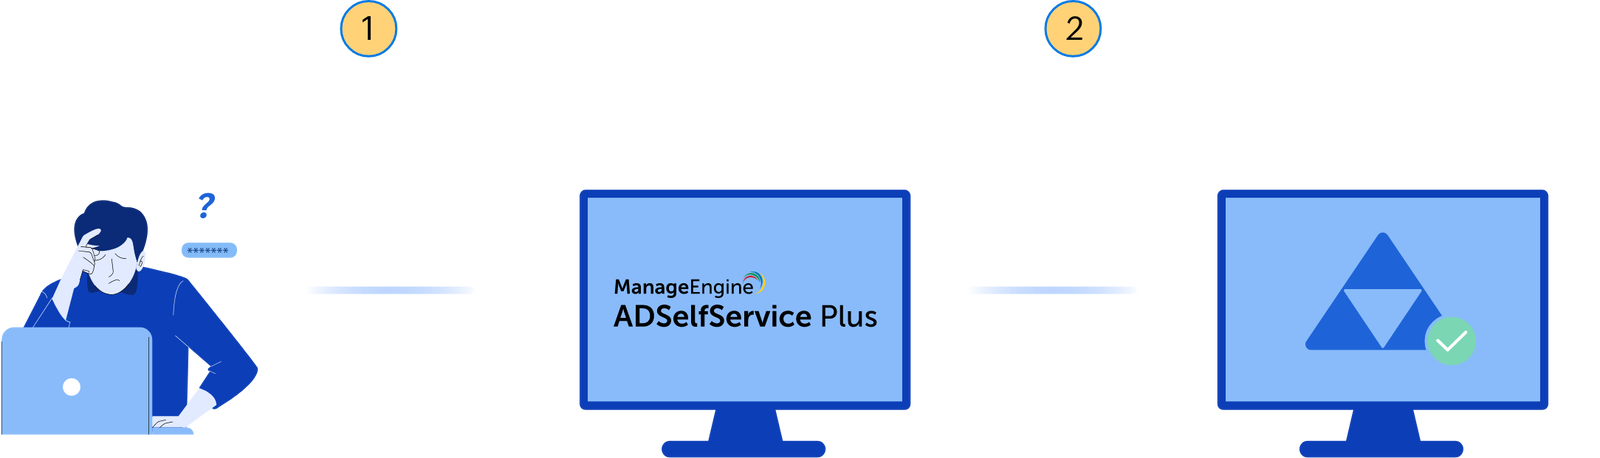 1
2
?
*******
ManageEngine
ADSelfService Plus